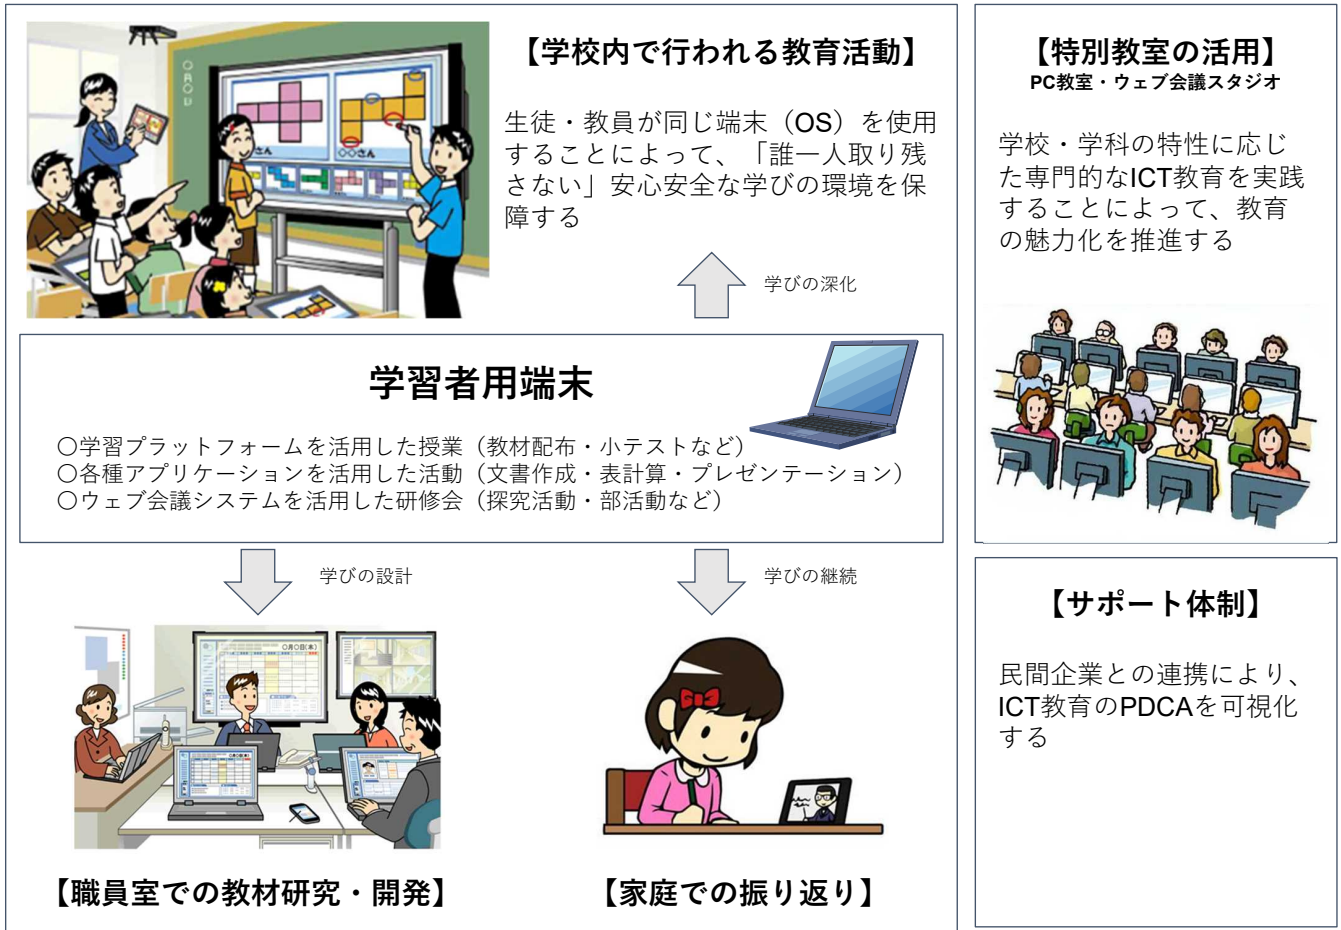 【学校内で行われる教育活動】
生徒・教員が同じ端末（OS）を使用
することによって、「誰一人取り残
さない」安心安全な学びの環境を保
障する
学びの深化
学習者用端末
〇学習プラットフォームを活用した授業（教材配布・小テストなど）
〇各種アプリケーションを活用した活動（文書作成・表計算・プレゼンテーション）
〇ウェブ会議システムを活用した研修会（探究活動・部活動など）
学びの設計
学びの継続
〇月〇日(木)
【職員室での教材研究・開発】
【家庭での振り返り】
【特別教室の活用】
PC教室・ウェブ会議スタジオ
学校・学科の特性に応じ
た専門的なICT教育を実践
することによって、教育
の魅力化を推進する
【サポート体制】
民間企業との連携により、
ICT教育のPDCAを可視化
する